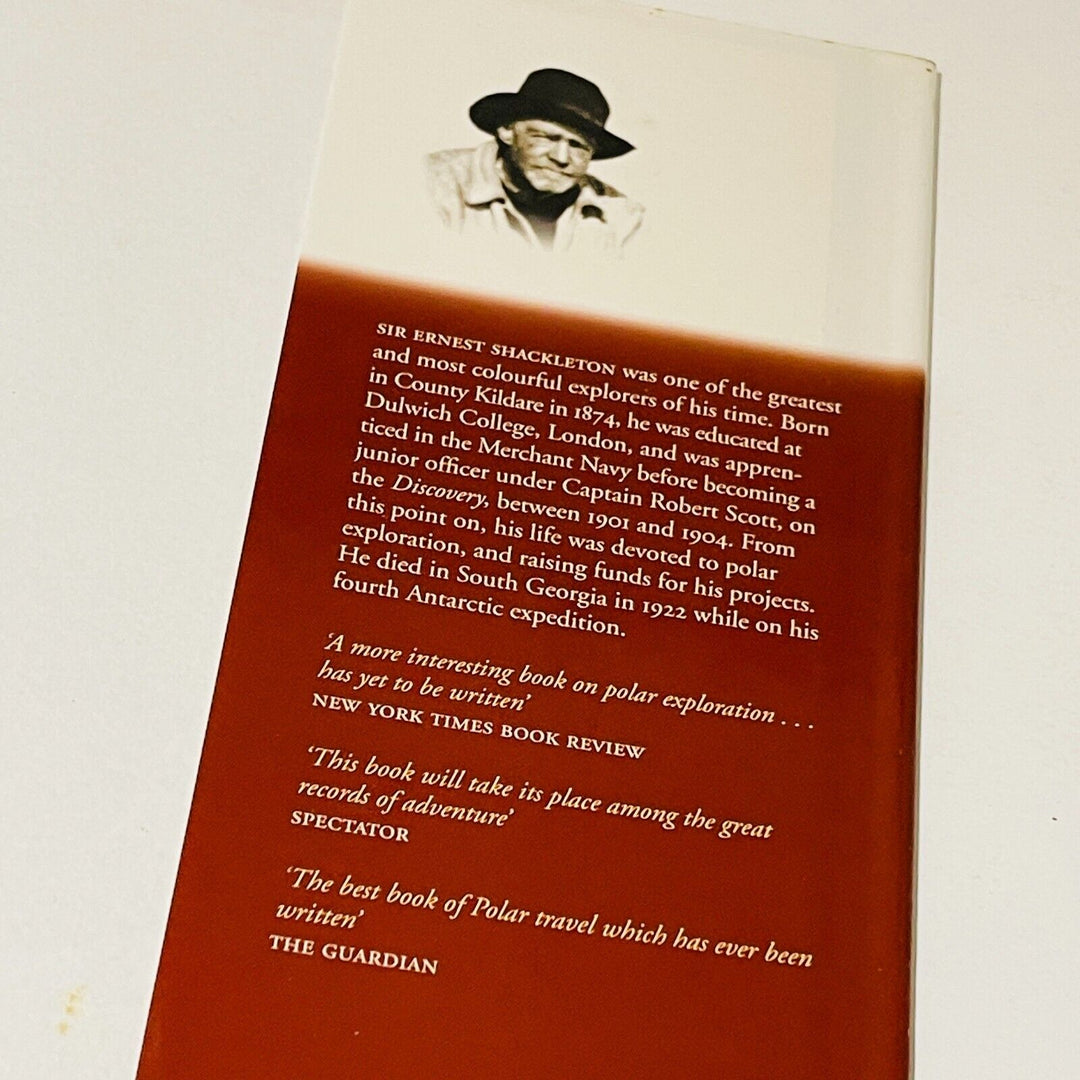 SIR ERNEST SHACKLETON was one of the greatest
and most colourful explorers of his time. Born
in County Kildare in 1874, he was educated at
Dulwich College, London, and was appren-
ticed in the Merchant Navy before becoming a
junior officer under Captain Robert Scott, on
the Discovery, between 1901 and 1904. From
this point on, his life was devoted to polar
exploration, and raising funds for his projects.
He died in South Georgia in 1922 while on his
fourth Antarctic expedition.
‘A more interesting book on polar exploration . . .
has yet to be written’
NEW YORK TIMES BOOK REVIEW
‘This book will take its place among the great
records of adventure’
SPECTATOR
‘The best book of Polar travel which has ever been
written’
THE GUARDIAN